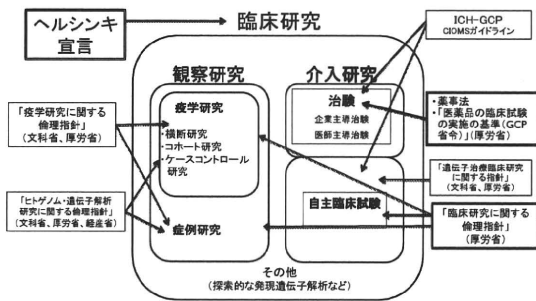 ヘルシンキ
宣言
臨床研究
ICH-GCP
CIOMSガイドライン
観察研究
介入研究
疫学研究
・横断研究
・コホート研究
・ケースコントロール
研究
治験
企業主導治験
医師主導治験
・薬事法
・「医薬品の臨床試験
の実施の基準(GCP
省令)」(厚労省)
「疫学研究に関する
倫理指針」
(文科省、厚労省)
「遺伝子治療臨床研究
に関する指針」
(文科省、厚労省)
「ヒトゲノム・遺伝子解析
研究に関する倫理指針」
(文科省、厚労省、経産省)
自主臨床試験
症例研究
「臨床研究に関する
倫理指針」
(厚労省)
その他
(探索的な発現遺伝子解析など)